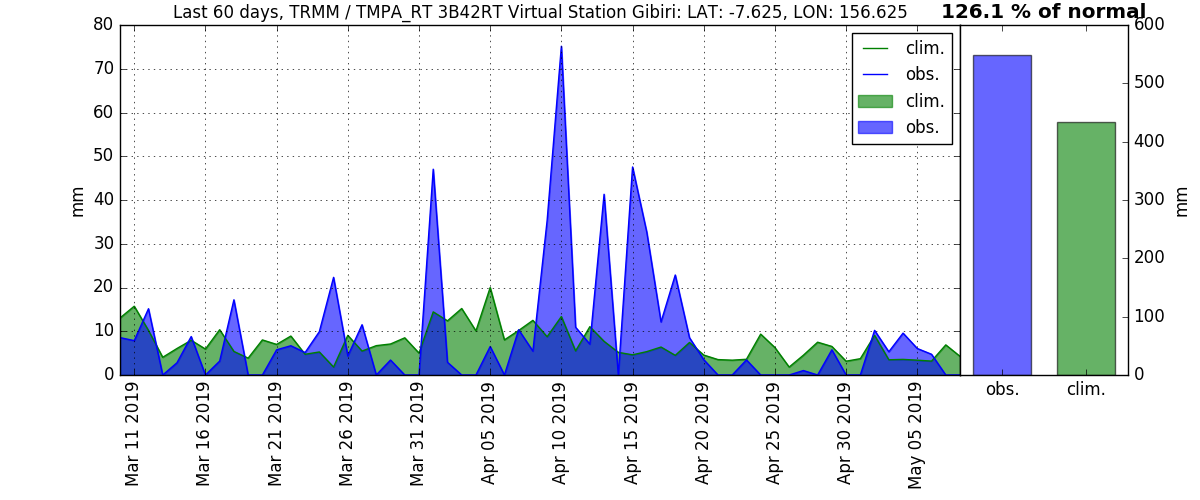 Last 60 days, TRMM / TMPA_RT 3B42RT Virtual Station Gibiri: LAT: -7.625, LON: 156.625
126.1 % of normal
80
70
60
50
40
30
20
10
0
mm
clim.
obs.
clim.
obs.
Mar 11 2019
Mar 16 2019
Mar 21 2019
Mar 26 2019
Mar 31 2019
Apr 05 2019
Apr 10 2019
Apr 15 2019
Apr 20 2019
Apr 25 2019
Apr 30 2019
May 05 2019
600
500
400
300
200
100
0
mm
obs.
clim.